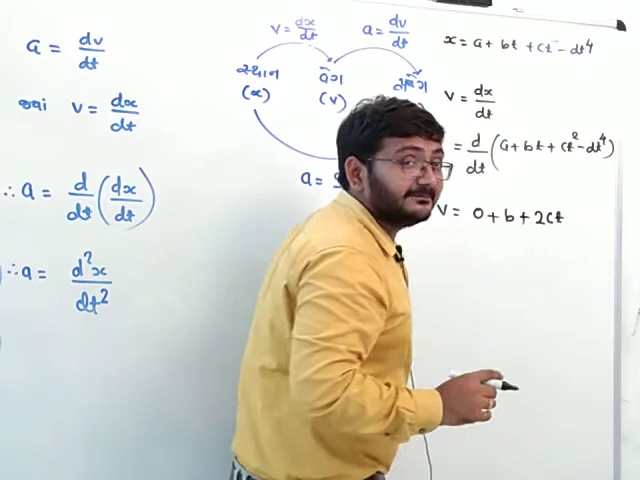 a = dv/dt
જ્યાં v = dx/dt
∴ a = d/dt (dx/dt)
∴ a = d²x/dt²
v = dx/dt
a = dv/dt
સ્થાન
(x)
વેગ
(v)
પ્રવેગ
a =
x = a + bt + ct² - dt⁴
v = dx/dt
= d/dt (a + bt + ct² - dt⁴)
v = 0 + b + 2ct